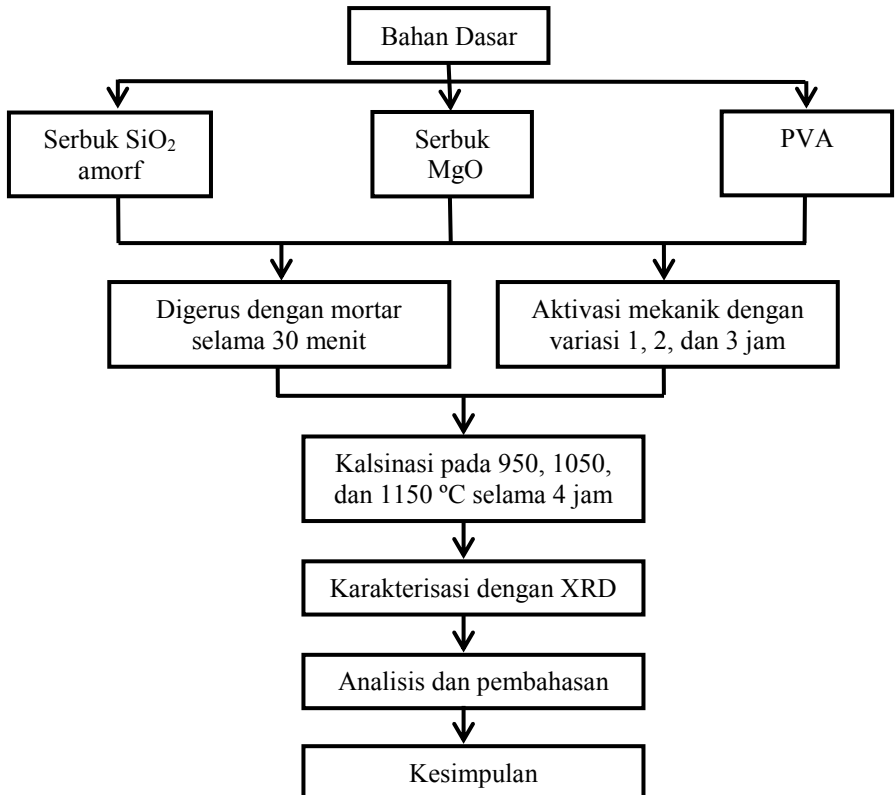 Bahan Dasar
Serbuk SiO₂
amorf
Serbuk
MgO
PVA
Digerus dengan mortar
selama 30 menit
Aktivasi mekanik dengan
variasi 1, 2, dan 3 jam
Kalsinasi pada 950, 1050,
dan 1150 ºC selama 4 jam
Karakterisasi dengan XRD
Analisis dan pembahasan
Kesimpulan